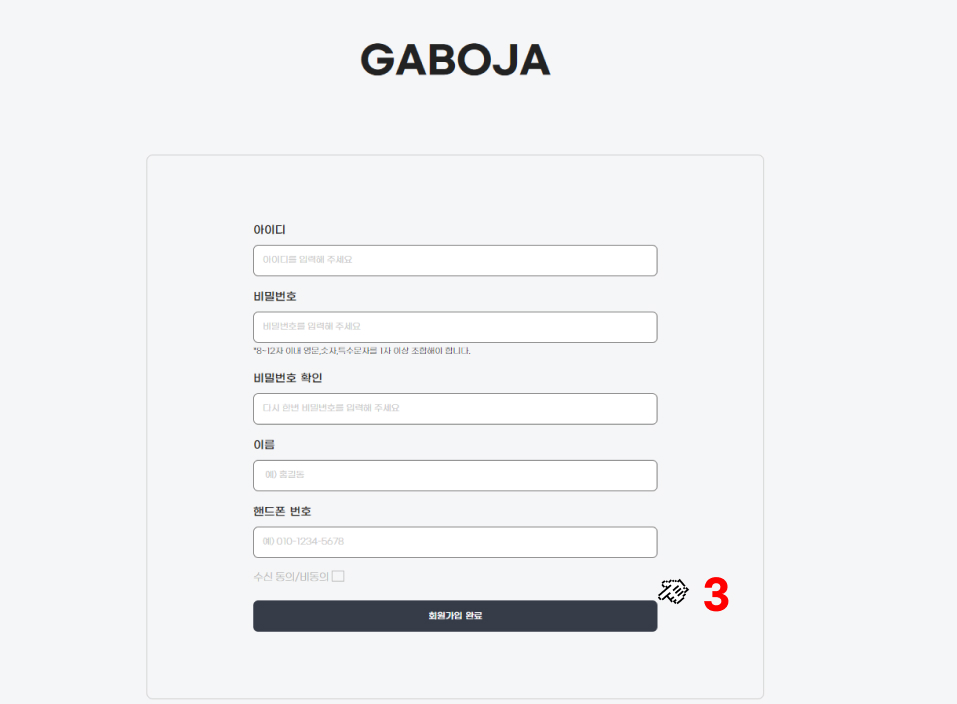 GABOJA
아이디
아이디를 입력해 주세요
비밀번호
비밀번호를 입력해 주세요
*8~12자 이내 영문,숫자,특수문자를 1자 이상 조합해야 합니다.
비밀번호 확인
다시 한번 비밀번호를 입력해 주세요
이름
예) 홍길동
핸드폰 번호
예) 010-1234-5678
수신 동의/비동의
3
회원가입 완료